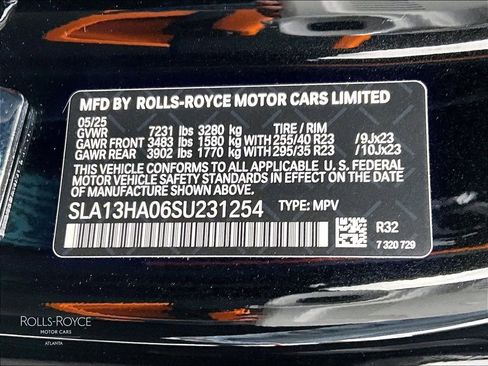 MFD BY ROLLS-ROYCE MOTOR CARS LIMITED
05/25
GVWR 7231 lbs 3280 kg TIRE / RIM
GAWR FRONT 3483 lbs 1580 kg WITH 255/40 R23 / 9Jx23
GAWR REAR 3902 lbs 1770 kg WITH 295/35 R23 / 10Jx23
THIS VEHICLE CONFORMS TO ALL APPLICABLE U. S. FEDERAL
MOTOR VEHICLE SAFETY STANDARDS IN EFFECT ON THE
DATE OF MANUFACTURE SHOWN ABOVE.
SLA13HA06SU231254 TYPE: MPV
R32
7 320 729
ROLLS-ROYCE
MOTOR CARS
ATLANTA